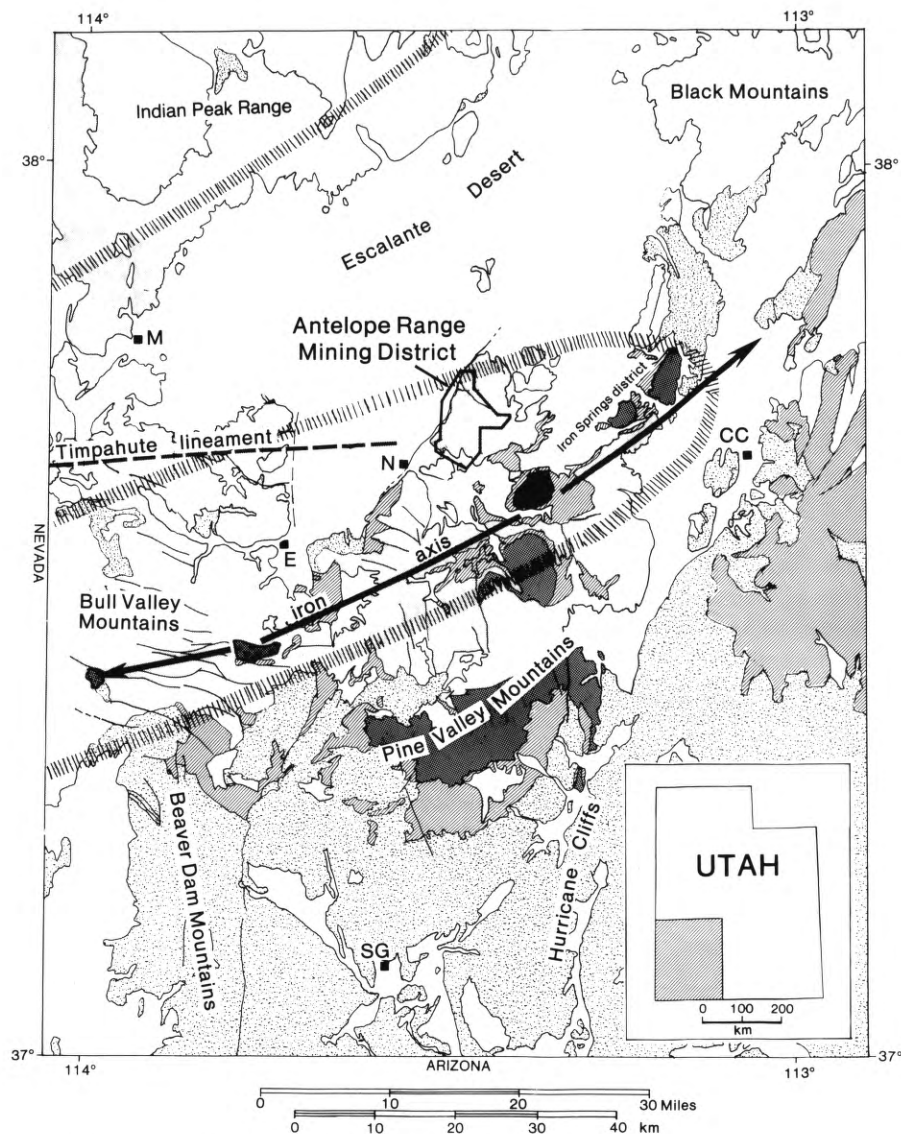 114°
113°
Indian Peak Range
Black Mountains
38°
38°
Escalante Desert
M
Antelope Range
Mining District
Iron Springs district
Timpahute lineament
CC
N
NEVADA
E
iron axis
Bull Valley
Mountains
Pine Valley Mountains
Beaver Dam Mountains
Hurricane Cliffs
UTAH
SG
0 100 200
km
37°
37°
114°
ARIZONA
113°
0 10 20 30 Miles
0 10 20 30 40 km